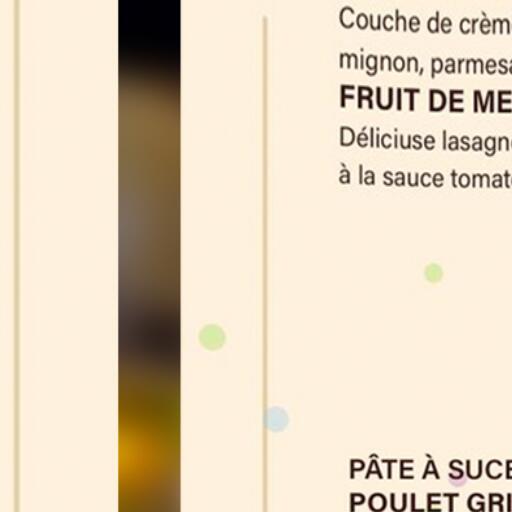 Couche de crèm
mignon, parmesa
FRUIT DE ME
Déliciuse lasagn
à la sauce tomat
PÂTE À SUCE
POULET GRI